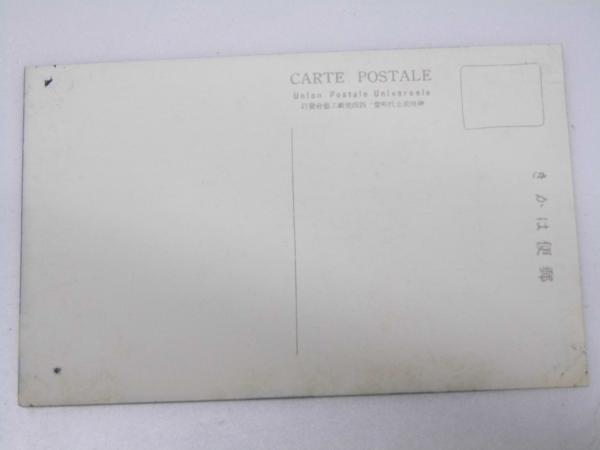 CARTE POSTALE
Union Postale Universelle
きかは便郵